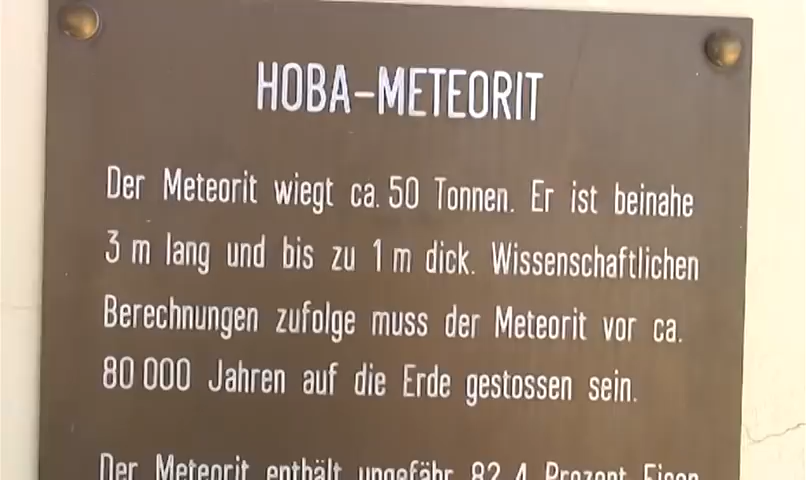 HOBA-METEORIT
Der Meteorit wiegt ca. 50 Tonnen. Er ist beinahe
3 m lang und bis zu 1 m dick. Wissenschaftlichen
Berechnungen zufolge muss der Meteorit vor ca.
80 000 Jahren auf die Erde gestossen sein.
Der Meteorit enthält ungefähr 82,4 Prozent Eisen